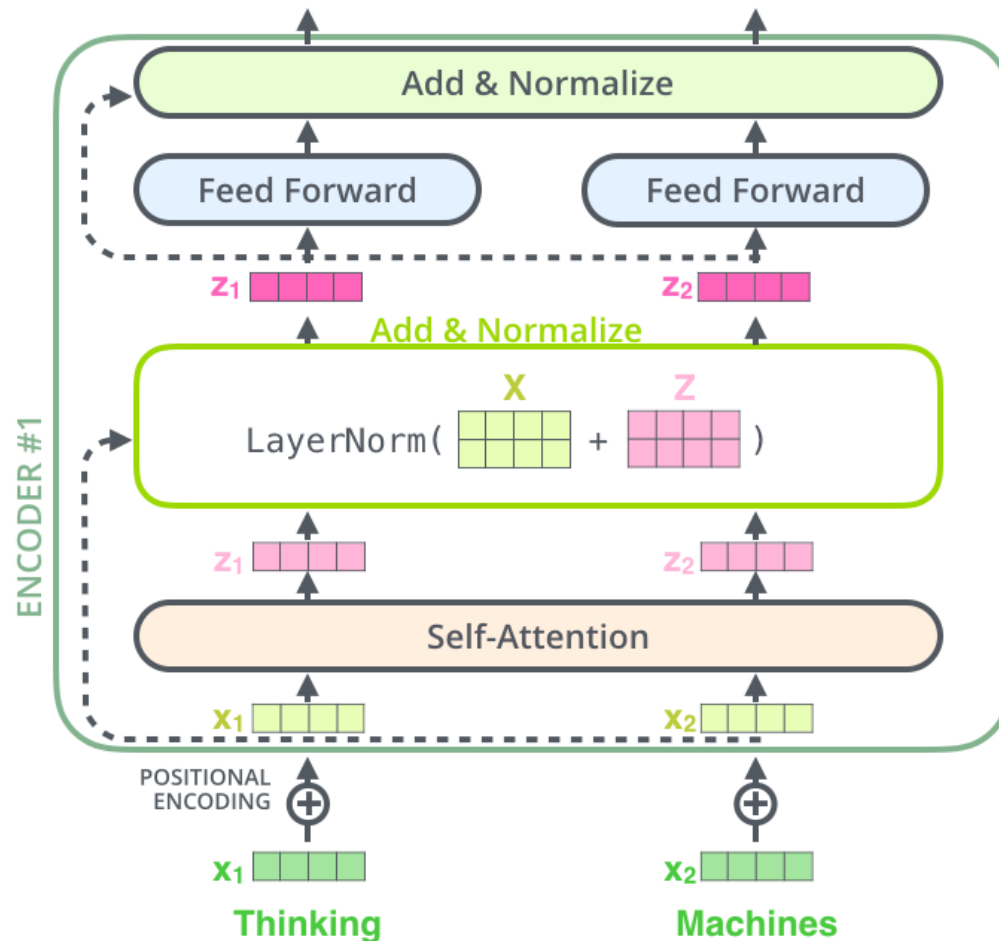 Add & Normalize
Feed Forward Feed Forward
z₁ z₂
Add & Normalize
X Z
LayerNorm( + )
ENCODER #1
z₁ z₂
Self-Attention
x₁ x₂
POSITIONAL
ENCODING
x₁ x₂
Thinking Machines